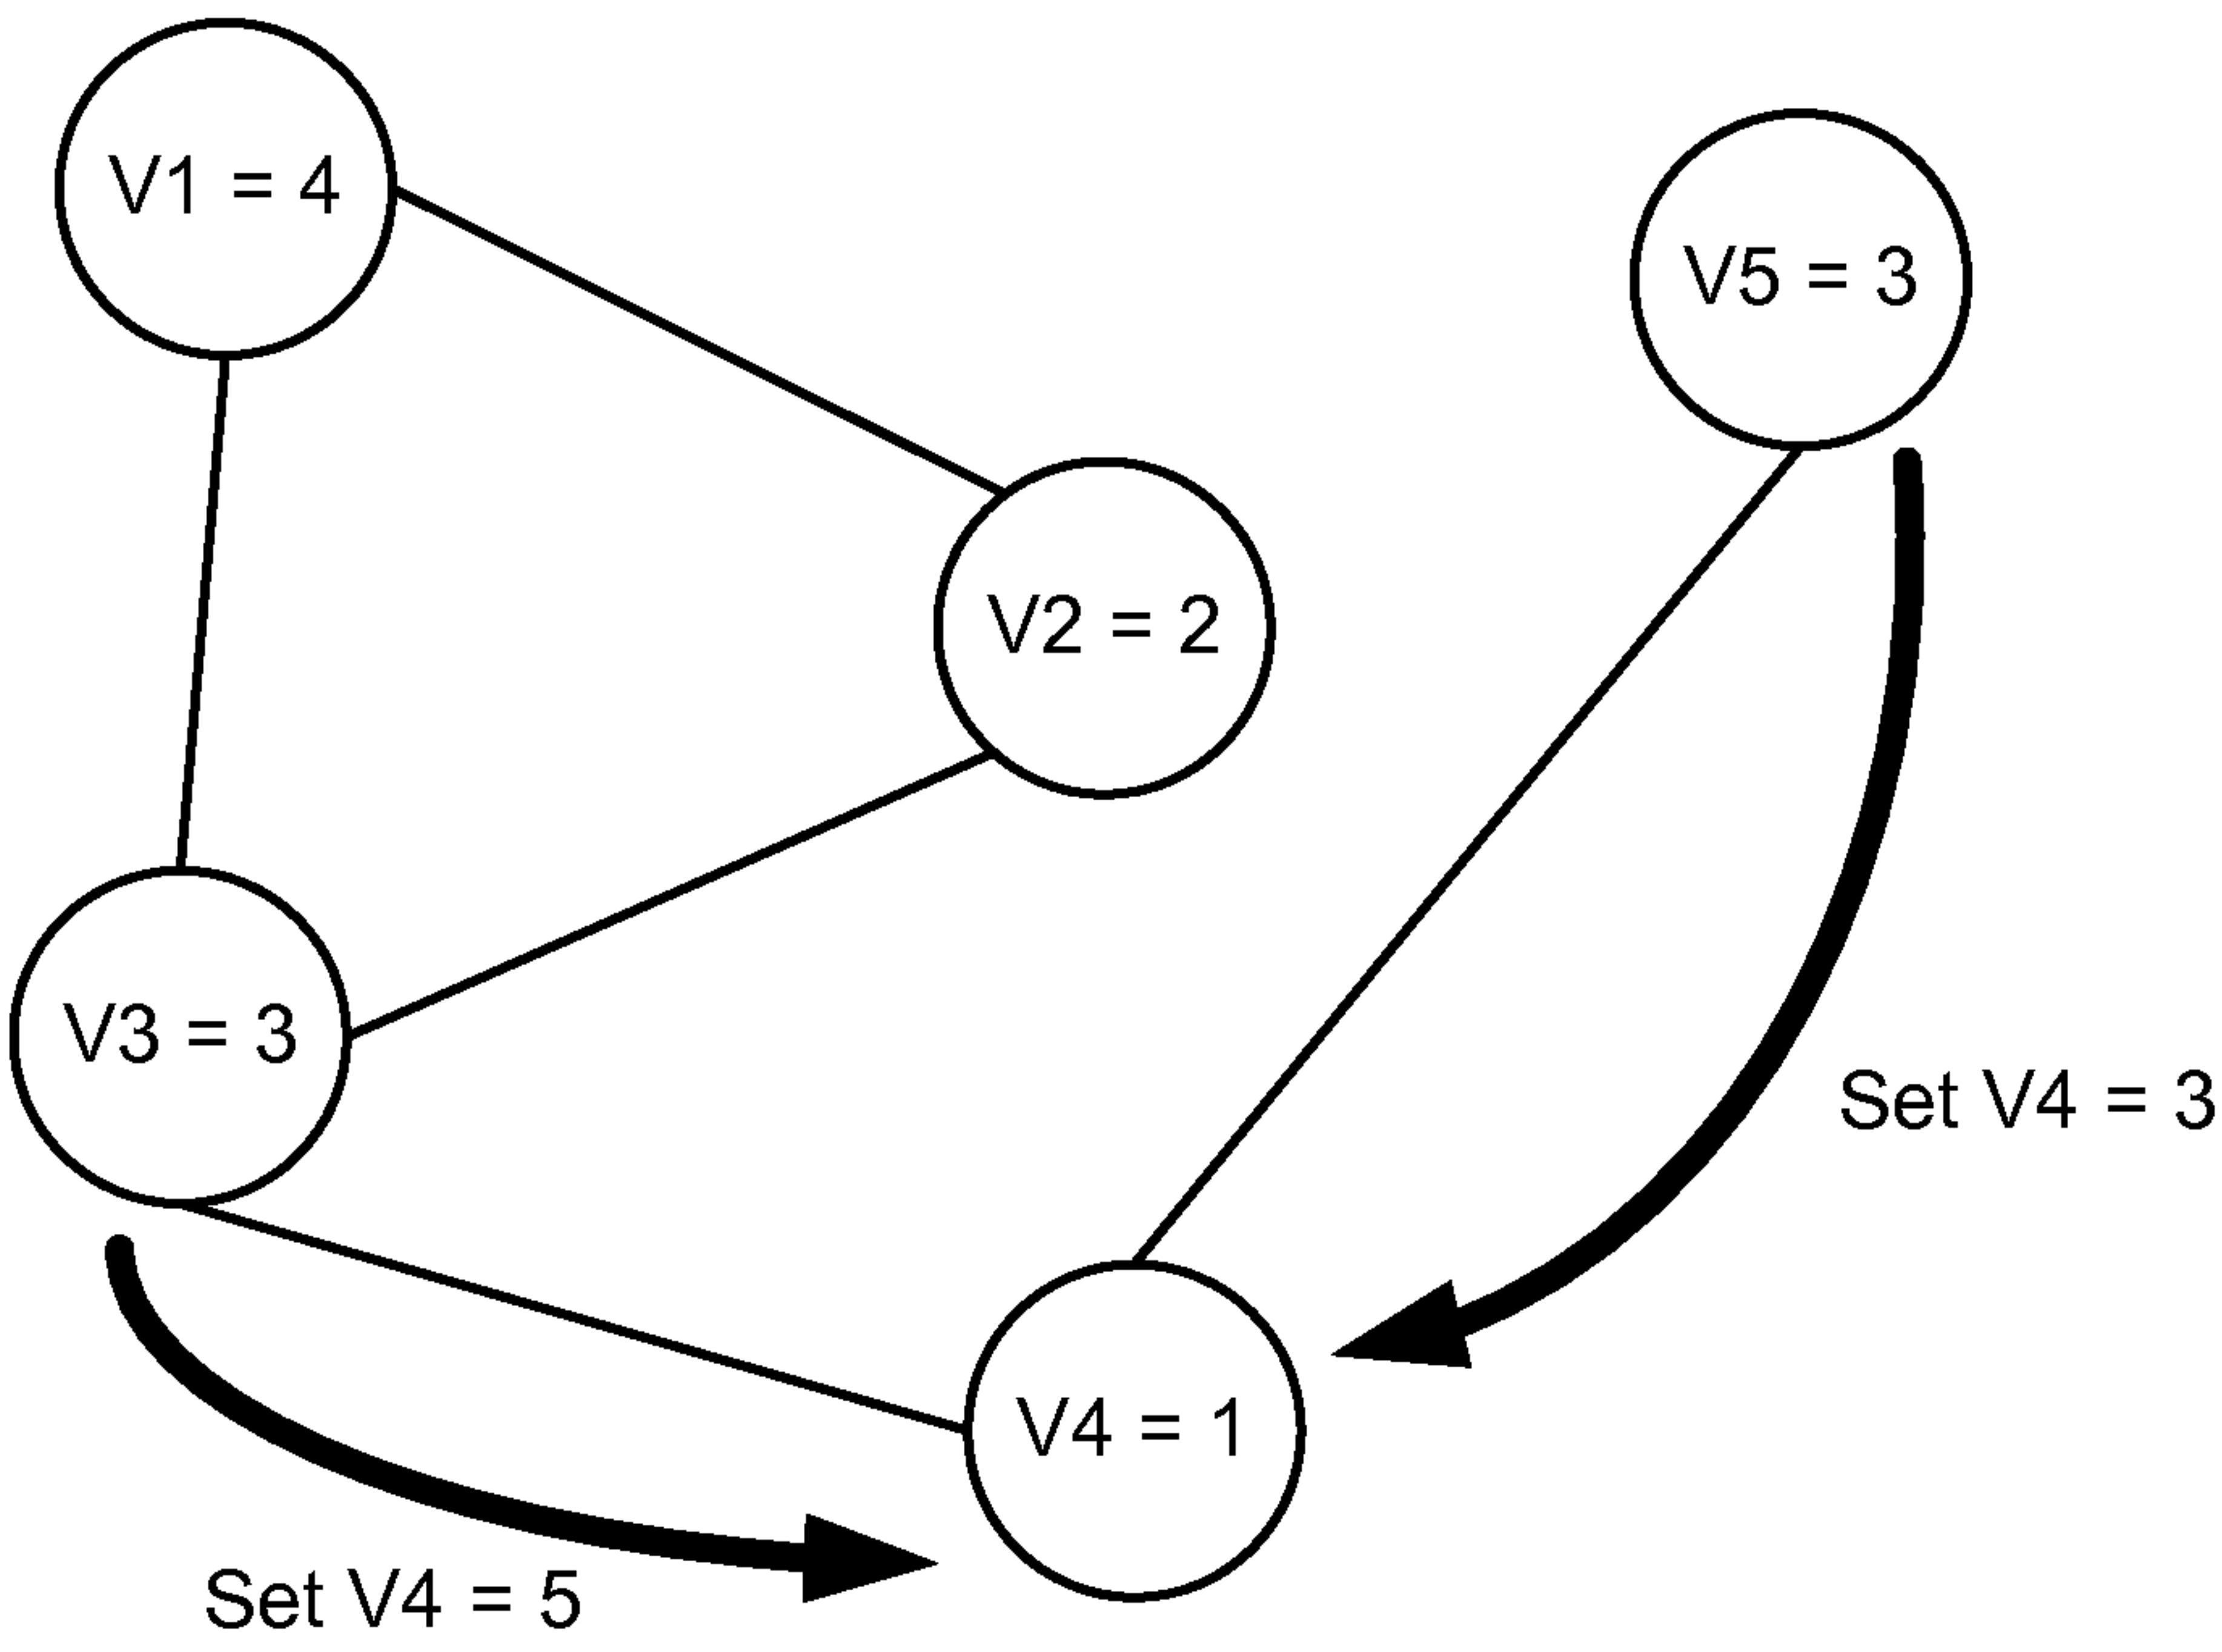 V1 = 4
V5 = 3
V2 = 2
V3 = 3
Set V4 = 3
V4 = 1
Set V4 = 5